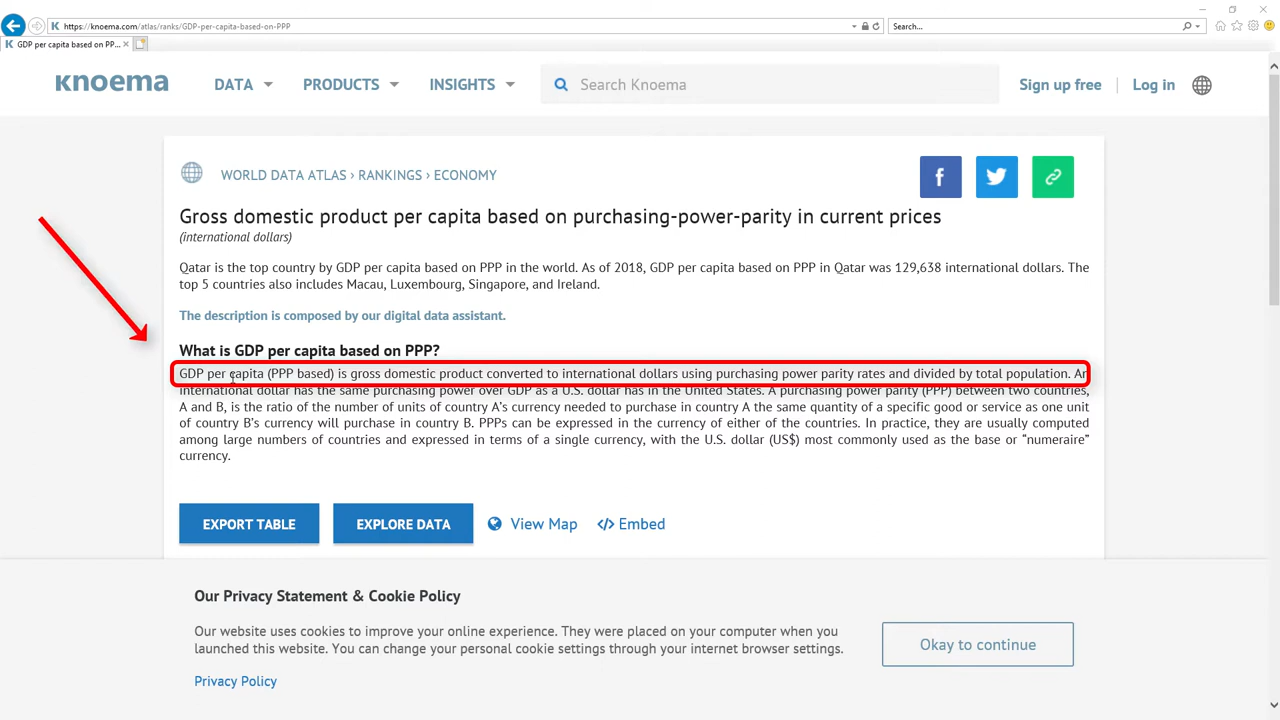 https://knoema.com/atlas/ranks/GDP-per-capita-based-on-PPP
Search...
GDP per capita based on PP...
knoema
DATA
PRODUCTS
INSIGHTS
Search Knoema
Sign up free
Log in
WORLD DATA ATLAS › RANKINGS › ECONOMY
Gross domestic product per capita based on purchasing-power-parity in current prices
(international dollars)
Qatar is the top country by GDP per capita based on PPP in the world. As of 2018, GDP per capita based on PPP in Qatar was 129,638 international dollars. The
top 5 countries also includes Macau, Luxembourg, Singapore, and Ireland.
The description is composed by our digital data assistant.
What is GDP per capita based on PPP?
GDP per capita (PPP based) is gross domestic product converted to international dollars using purchasing power parity rates and divided by total population. An
international dollar has the same purchasing power over GDP as a U.S. dollar has in the United States. A purchasing power parity (PPP) between two countries,
A and B, is the ratio of the number of units of country A’s currency needed to purchase in country A the same quantity of a specific good or service as one unit
of country B’s currency will purchase in country B. PPPs can be expressed in the currency of either of the countries. In practice, they are usually computed
among large numbers of countries and expressed in terms of a single currency, with the U.S. dollar (US$) most commonly used as the base or “numeraire”
currency.
EXPORT TABLE
EXPLORE DATA
View Map
</> Embed
Our Privacy Statement & Cookie Policy
Our website uses cookies to improve your online experience. They were placed on your computer when you
launched this website. You can change your personal cookie settings through your internet browser settings.
Okay to continue
Privacy Policy